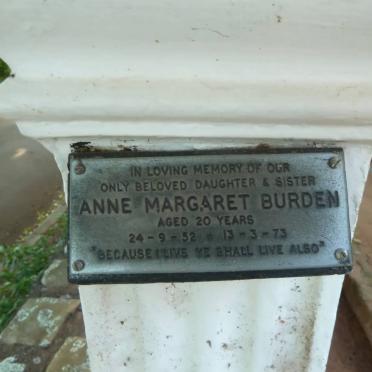 IN LOVING MEMORY OF OUR
ONLY BELOVED DAUGHTER & SISTER
ANNE MARGARET BURDEN
AGED 20 YEARS
24-9-52 13-3-73
"BECAUSE I LIVE YE SHALL LIVE ALSO"